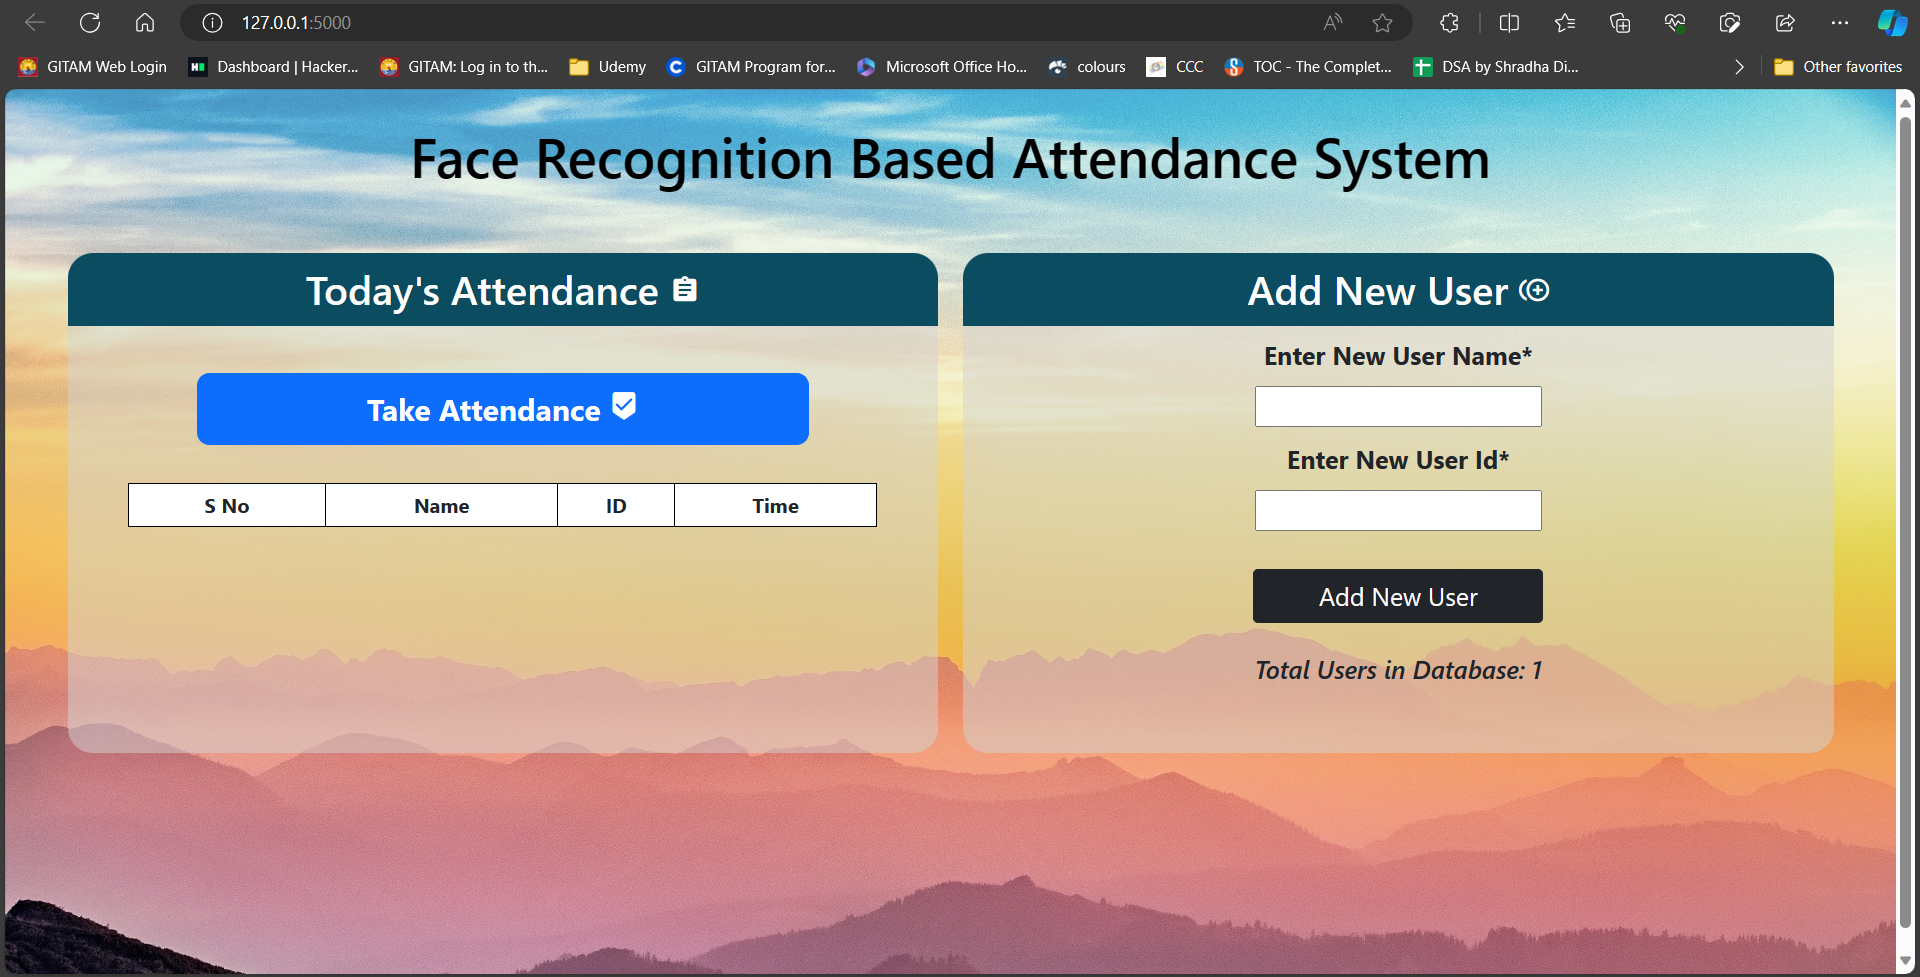 127.0.0.1:5000
GITAM Web Login
Dashboard | Hacker...
GITAM: Log in to th...
Udemy
GITAM Program for...
Microsoft Office Ho...
colours
CCC
TOC - The Complet...
DSA by Shradha Di...
Other favorites
Face Recognition Based Attendance System
Today's Attendance
Take Attendance
S No Name ID Time
Add New User
Enter New User Name*
Enter New User Id*
Add New User
Total Users in Database: 1